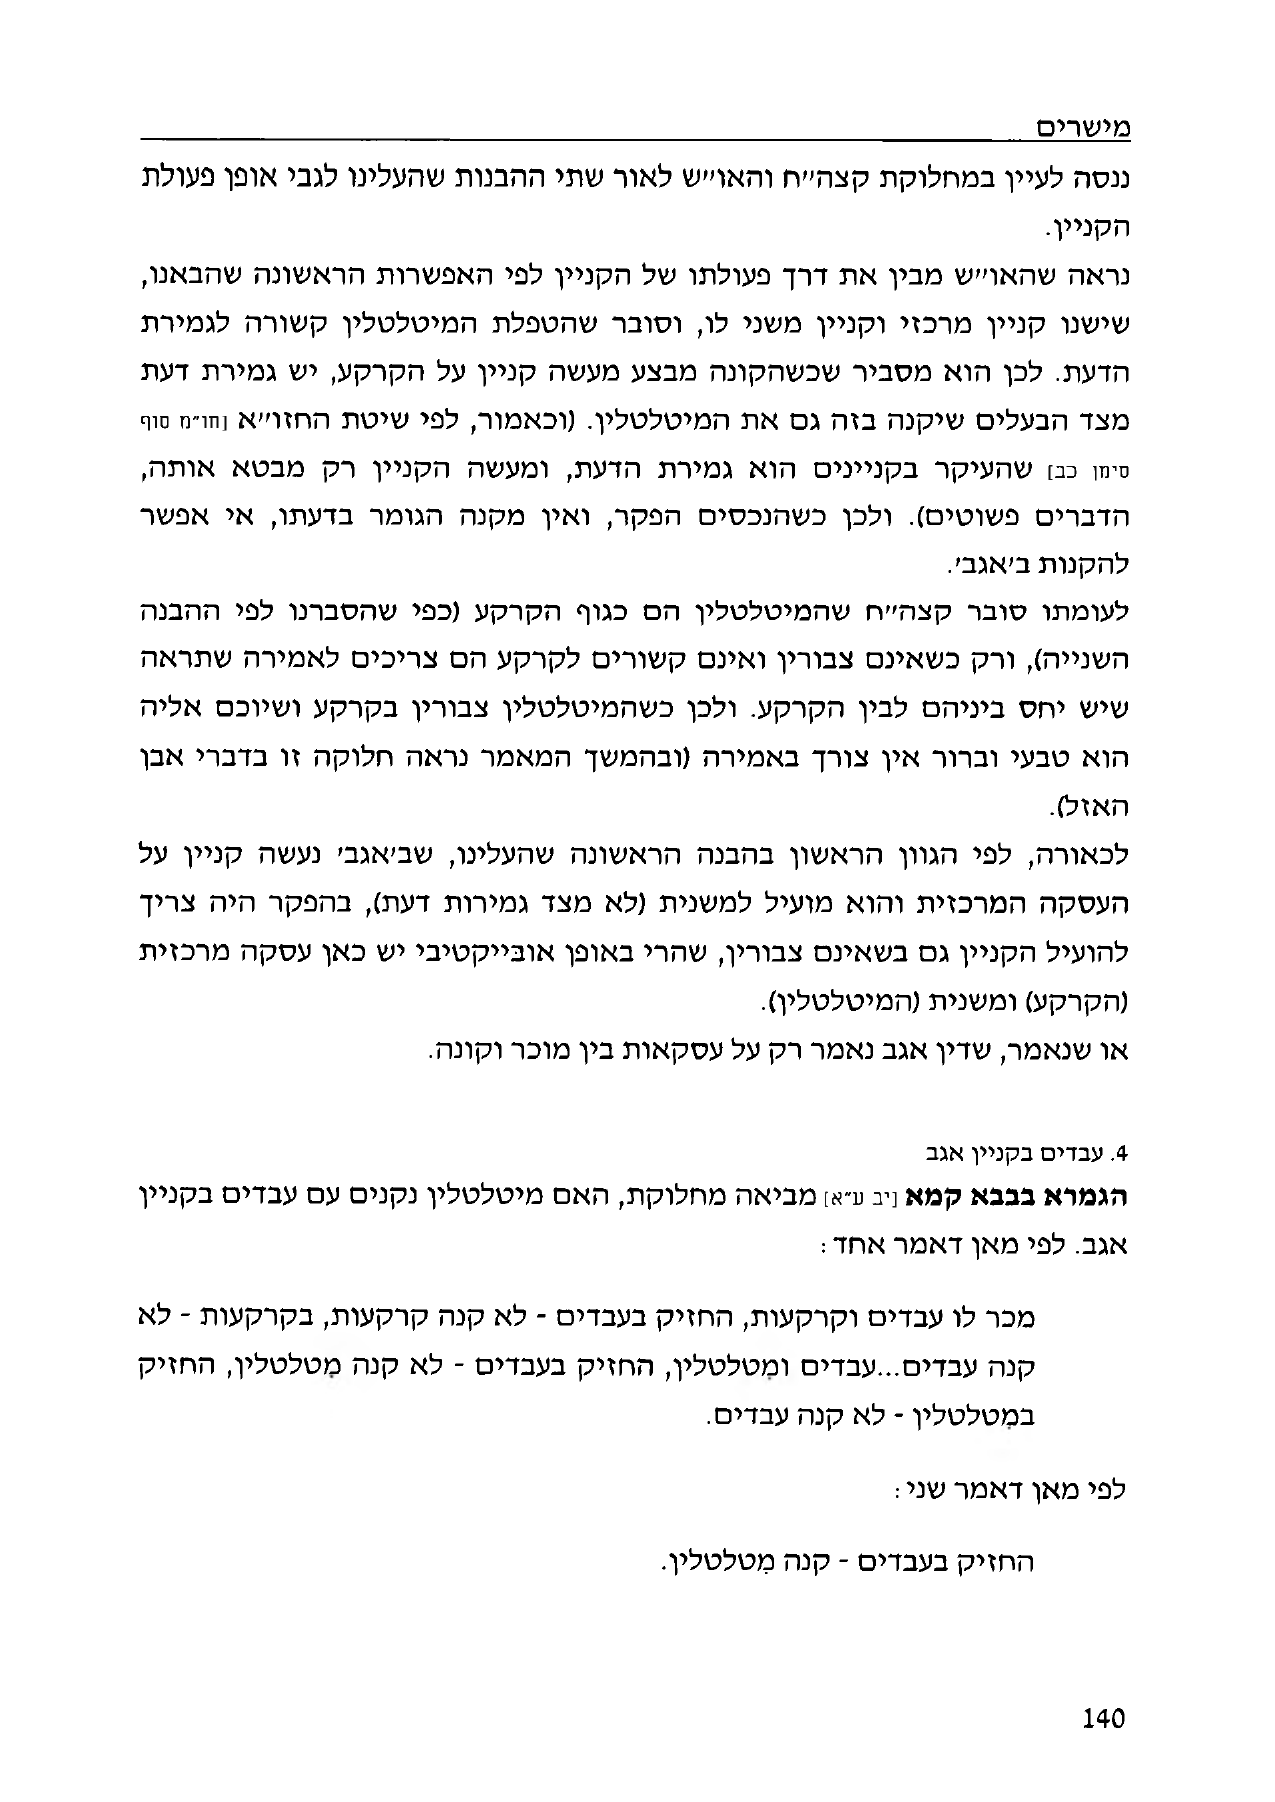 מישרים
ננסה לעיין במחלוקת קצה״ח והאו״ש לאור שתי ההבנות שהעלינו לגבי אופן פעולת
הקניין.
נראה שהאו״ש מבין את דרך פעולתו של הקניין לפי האפשרות הראשונה שהבאנו,
שישנו קניין מרכזי וקניין משני לו, וסובר שהטפלת המיטלטלין קשורה לגמירת
הדעת. לכן הוא מסביר שכשהקונה מבצע מעשה קניין על הקרקע, יש גמירת דעת
מצד הבעלים שיקנה בזה גם את המיטלטלין. (וכאמור, לפי שיטת החזו״א [חו״מ סוף
סימן כב] שהעיקר בקניינים הוא גמירת הדעת, ומעשה הקניין רק מבטא אותה,
הדברים פשוטים). ולכן כשהנכסים הפקר, ואין מקנה הגומר בדעתו, אי אפשר
להקנות ב׳אגב׳.
לעומתו סובר קצה״ח שהמיטלטלין הם כגוף הקרקע (כפי שהסברנו לפי ההבנה
השנייה), ורק כשאינם צבורין ואינם קשורים לקרקע הם צריכים לאמירה שתראה
שיש יחס ביניהם לבין הקרקע. ולכן כשהמיטלטלין צבורין בקרקע ושיוכם אליה
הוא טבעי וברור אין צורך באמירה (ובהמשך המאמר נראה חלוקה זו בדברי אבן
האזל).
לכאורה, לפי הגוון הראשון בהבנה הראשונה שהעלינו, שב׳אגב׳ נעשה קניין על
העסקה המרכזית והוא מועיל למשנית (לא מצד גמירות דעת), בהפקר היה צריך
להועיל הקניין גם בשאינם צבורין, שהרי באופן אובייקטיבי יש כאן עסקה מרכזית
(הקרקע) ומשנית (המיטלטלין).
או שנאמר, שדין אגב נאמר רק על עסקאות בין מוכר וקונה.
4. עבדים בקניין אגב
הגמרא בבבא קמא [יב ע״א] מביאה מחלוקת, האם מיטלטלין נקנים עם עבדים בקניין
אגב. לפי מאן דאמר אחד:
מכר לו עבדים וקרקעות, החזיק בעבדים - לא קנה קרקעות, בקרקעות - לא
קנה עבדים...עבדים ומִטלטלין, החזיק בעבדים - לא קנה מִטלטלין, החזיק
במִטלטלין - לא קנה עבדים.
לפי מאן דאמר שני:
החזיק בעבדים - קנה מִטלטלין.
140